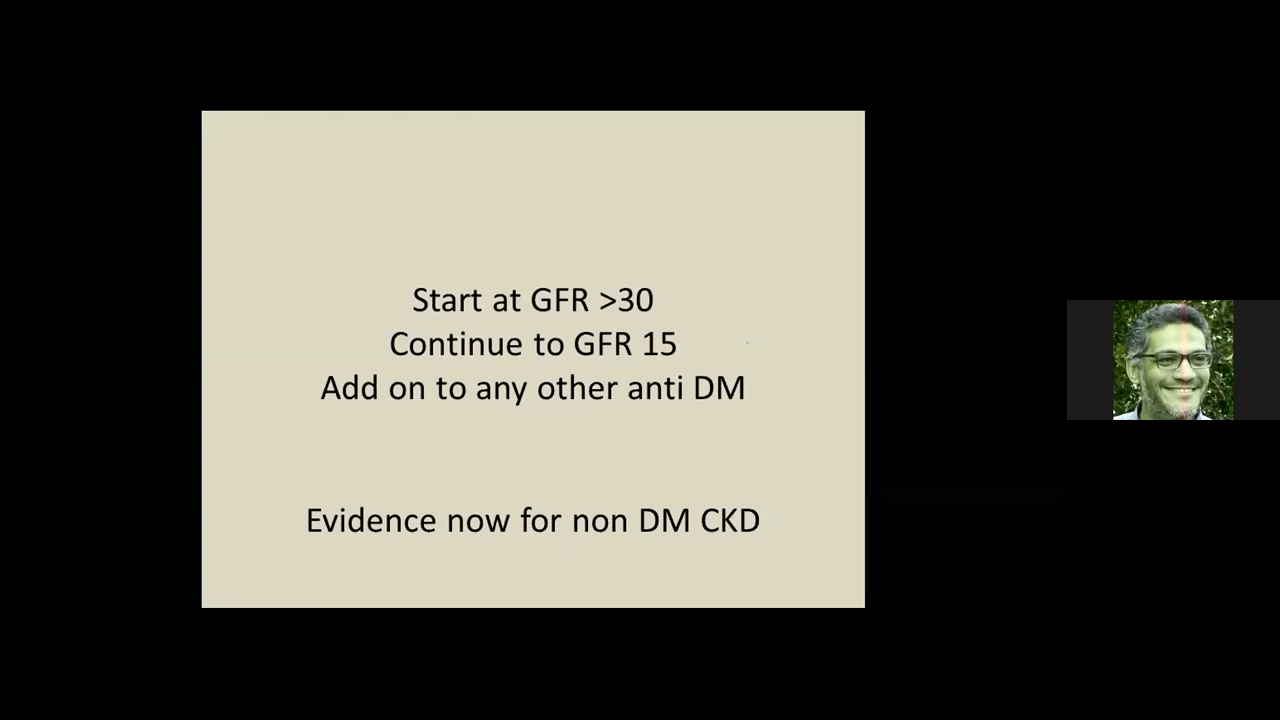 Start at GFR >30
Continue to GFR 15
Add on to any other anti DM
Evidence now for non DM CKD